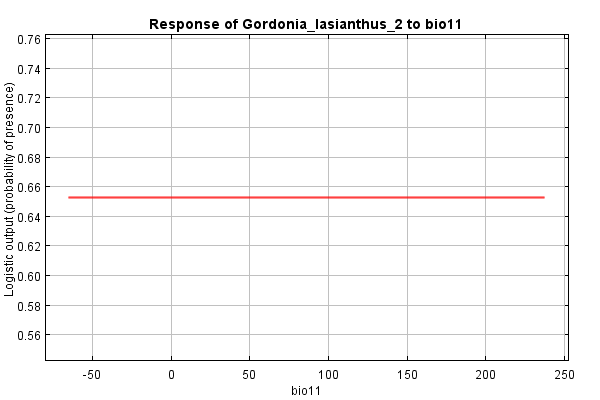 Response of Gordonia_lasianthus_2 to bio11
Logistic output (probability of presence)
0.76
0.74
0.72
0.70
0.68
0.66
0.64
0.62
0.60
0.58
0.56
-50 0 50 100 150 200 250
bio11